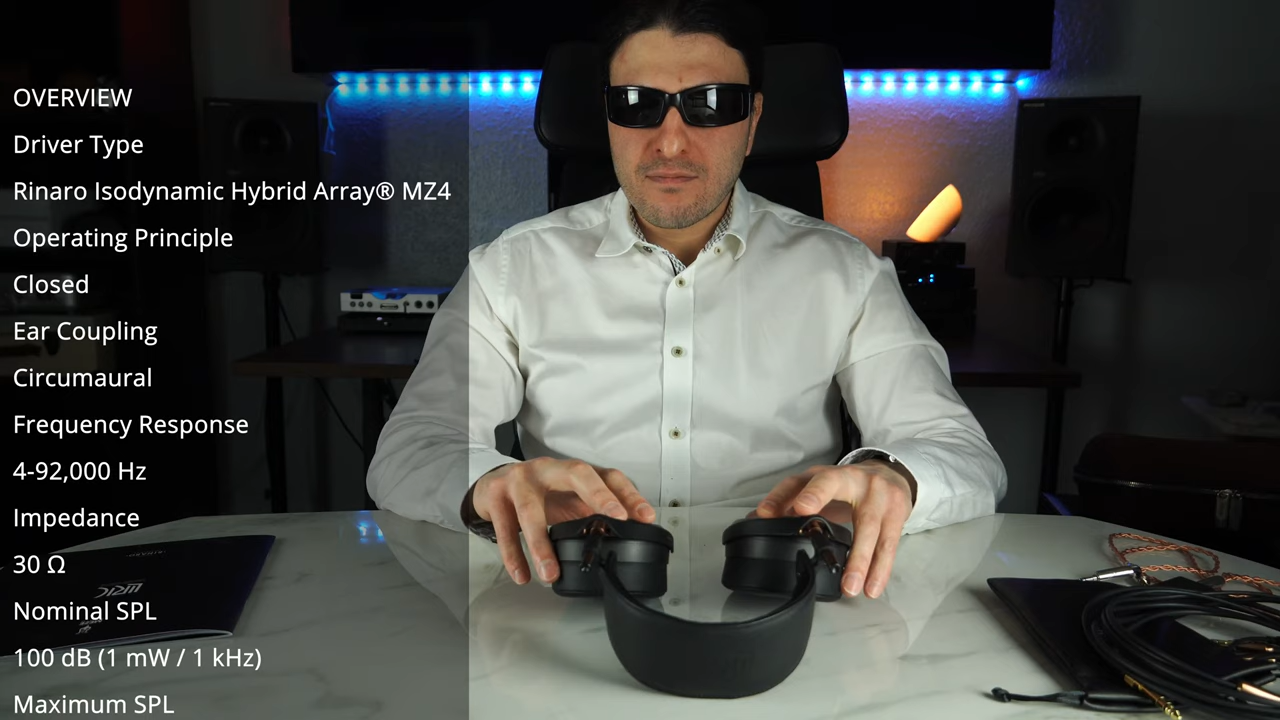 OVERVIEW
Driver Type
Rinaro Isodynamic Hybrid Array® MZ4
Operating Principle
Closed
Ear Coupling
Circumaural
Frequency Response
4-92,000 Hz
Impedance
30 Ω
Nominal SPL
100 dB (1 mW / 1 kHz)
Maximum SPL